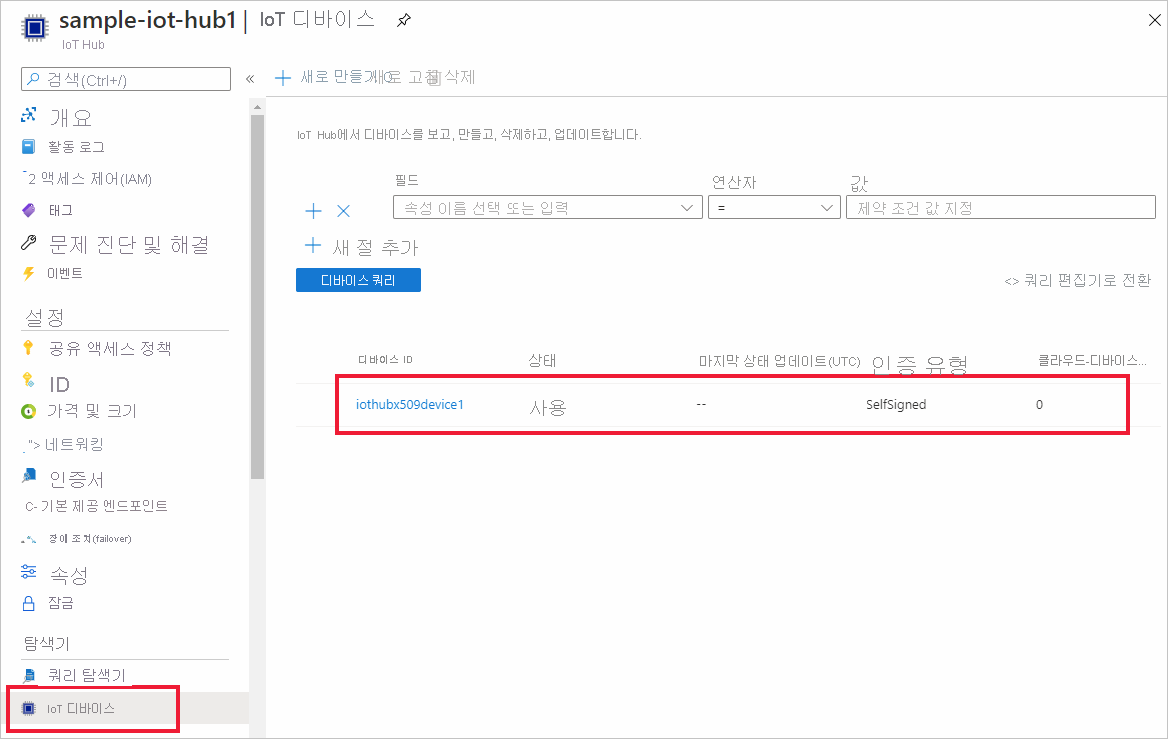 sample-iot-hub1 | IoT 디바이스
IoT Hub
검색(Ctrl+/)
«
개요
활동 로그
액세스 제어(IAM)
태그
문제 진단 및 해결
이벤트
설정
공유 액세스 정책
ID
가격 및 크기
"> 네트워킹
인증서
C- 기본 제공 엔드포인트
장애 조치(failover)
속성
잠금
탐색기
쿼리 탐색기
IoT 디바이스
새로 만들기 새로 고침 삭제
IoT Hub에서 디바이스를 보고, 만들고, 삭제하고, 업데이트합니다.
필드 연산자 값
속성 이름 선택 또는 입력 = 제약 조건 값 지정
새 절 추가
디바이스 쿼리 <> 쿼리 편집기로 전환
디바이스 ID 상태 마지막 상태 업데이트(UTC) 인증 유형 클라우드-디바이스...
iothubx509device1 사용 -- SelfSigned 0